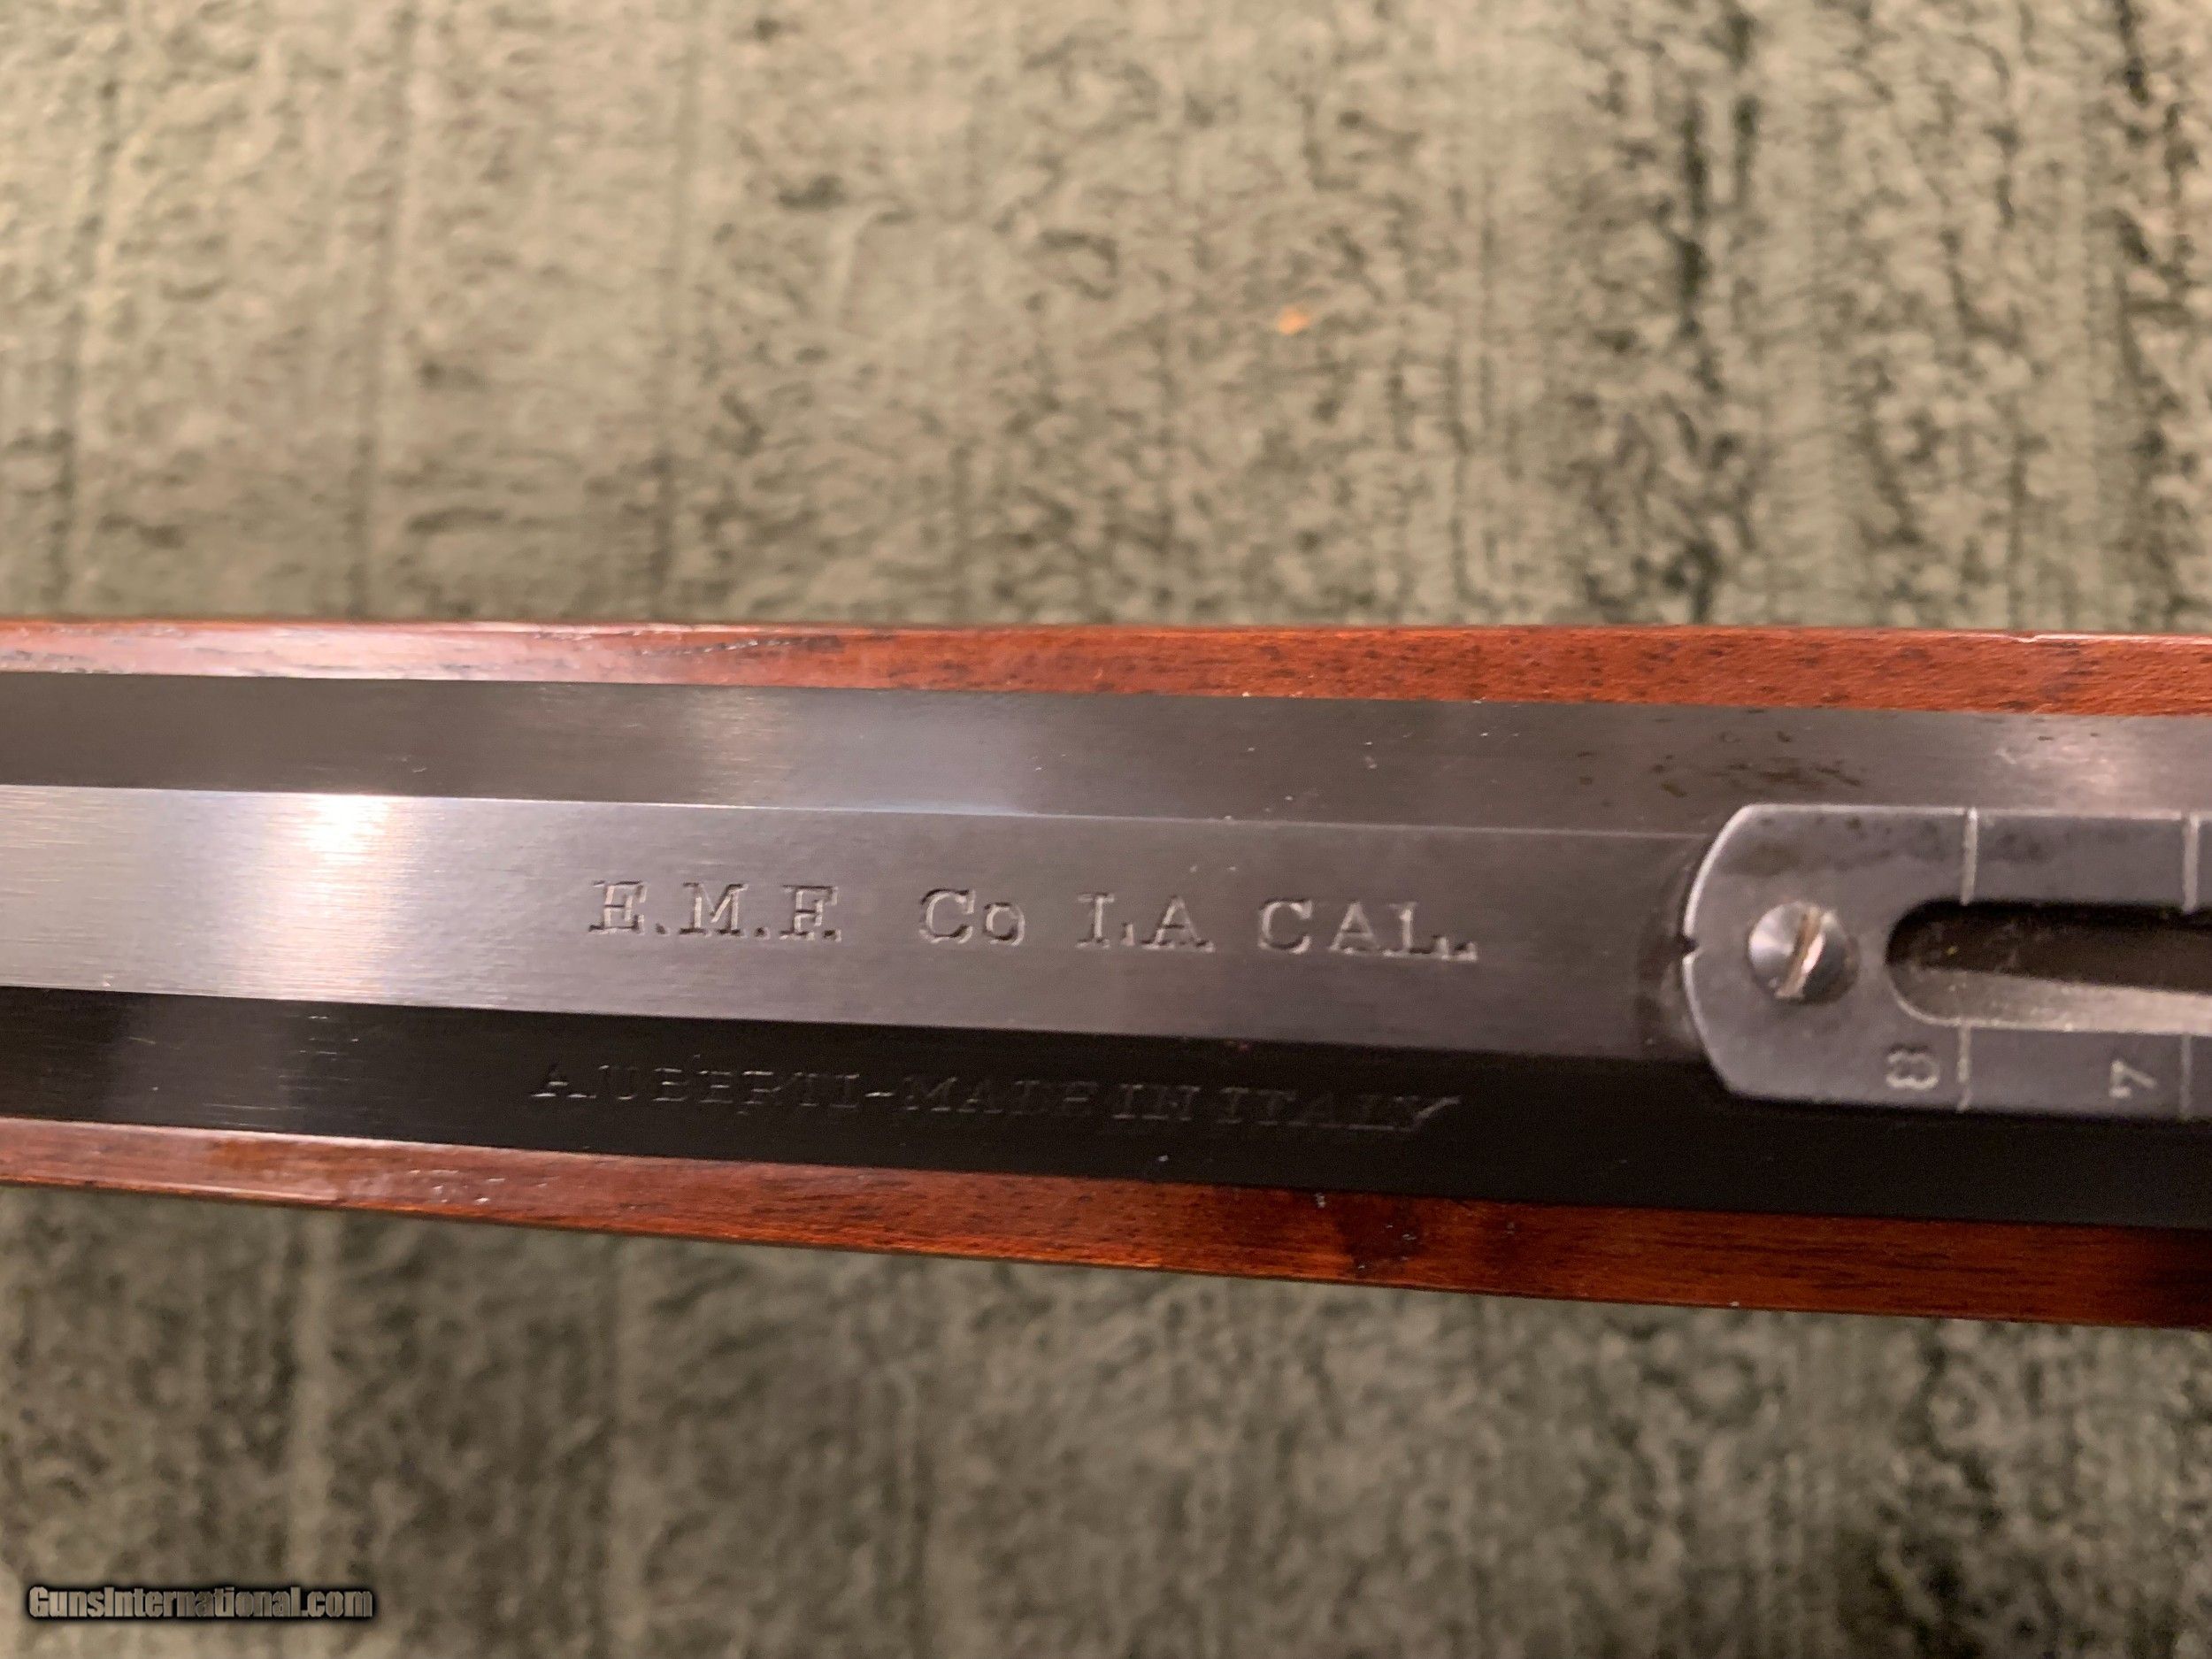 E.M.F. Co I.A CAL.
A.UBERTI-MADE IN ITALY
8 7
GunsInternational.com